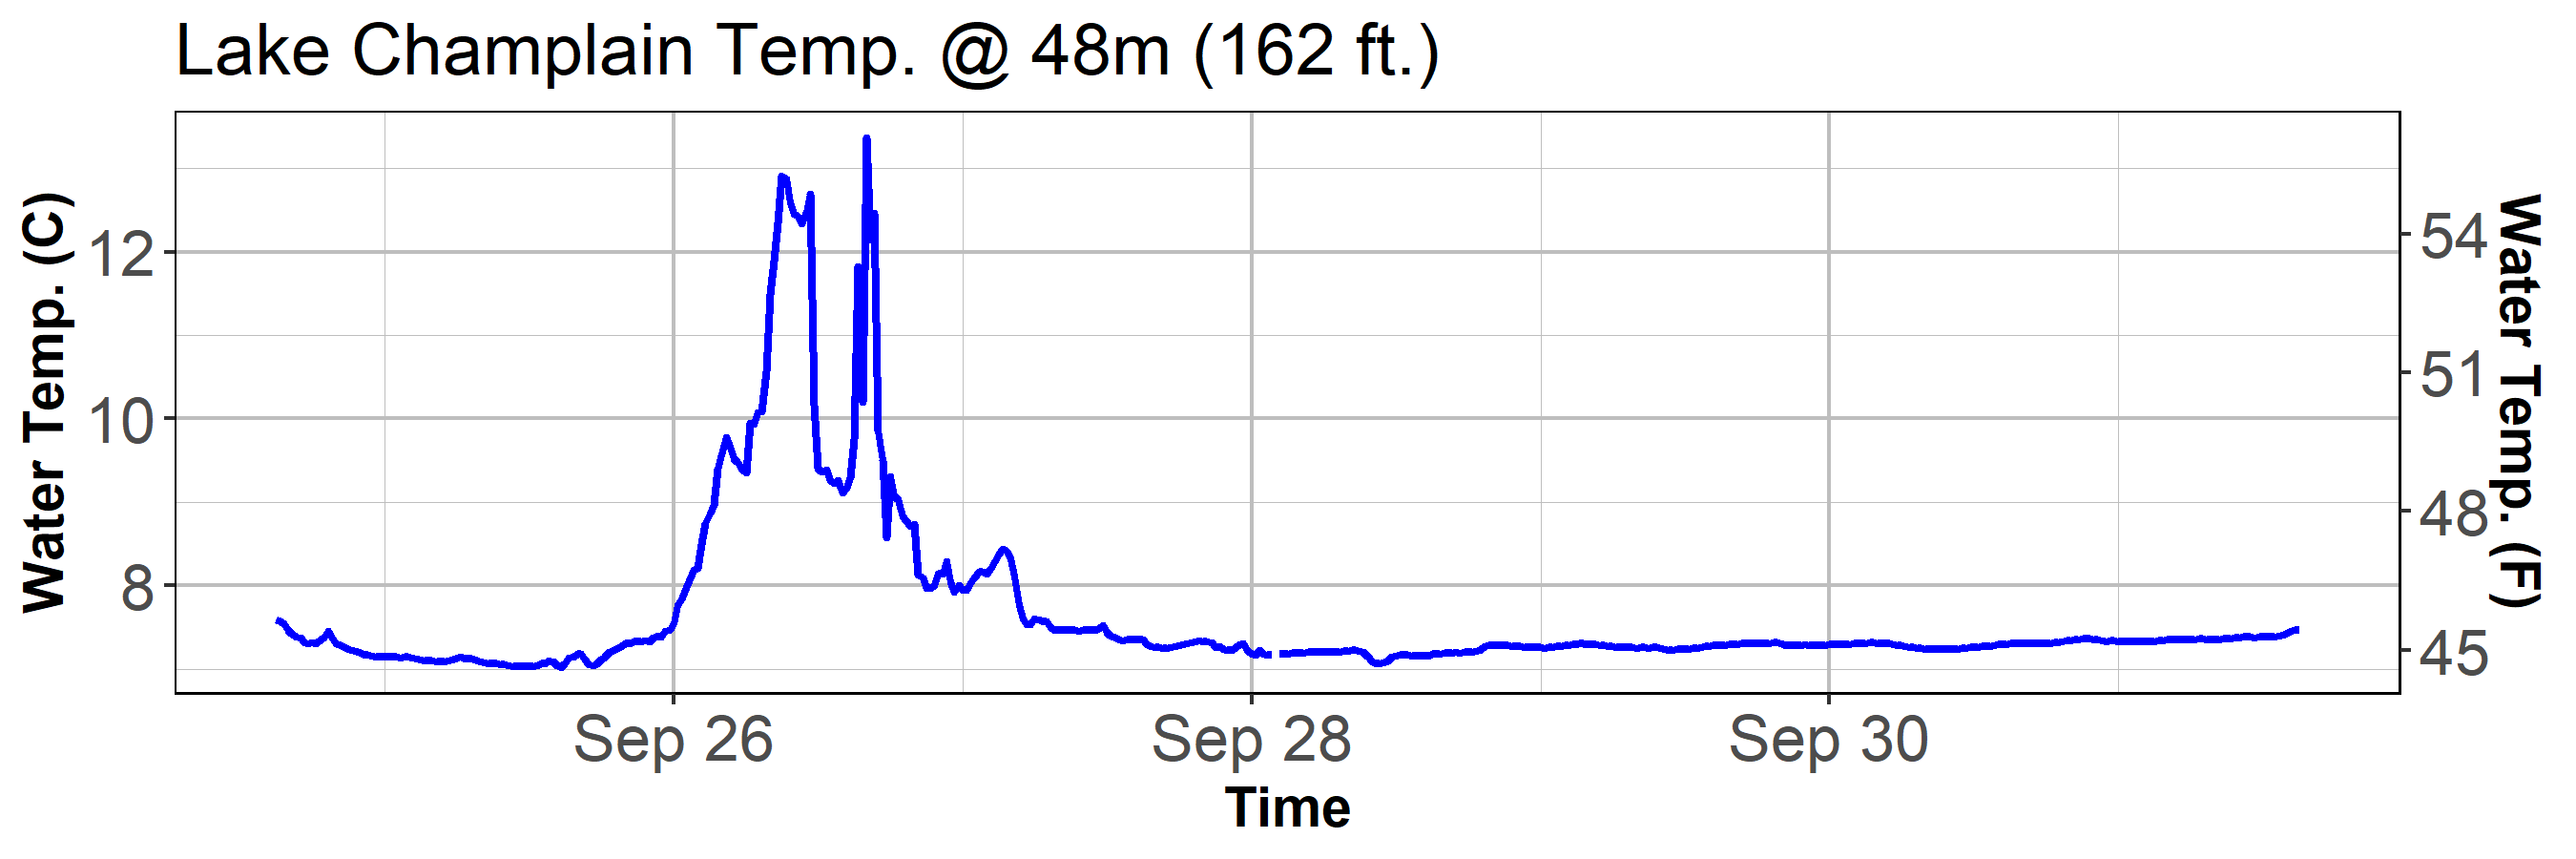 Lake Champlain Temp. @ 48m (162 ft.)
Water Temp. (C)
12
10
8
54
51
48
45
Water Temp. (F)
Sep 26
Sep 28
Sep 30
Time